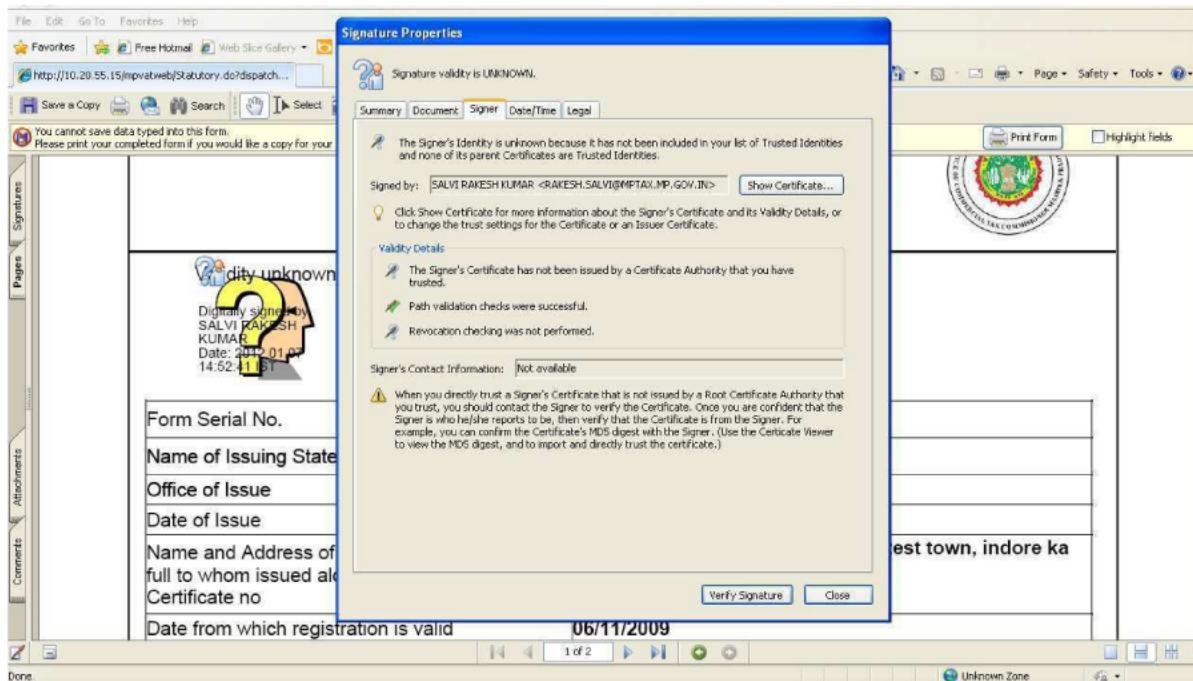 File Edit Go To Favorites Help
Signature Properties
Favorites Free Hotmail Web Slice Gallery
http://10.20.55.15/mpvatweb/Statutory.do?dispatch...
Page Safety Tools
Save a Copy Search Select
You cannot save data typed into this form.
Please print your completed form if you would like a copy for your
Print Form Highlight fields
Signature validity is UNKNOWN.
Summary Document Signer Date/Time Legal
The Signer's Identity is unknown because it has not been included in your list of Trusted Identities
and none of its parent Certificates are Trusted Identities.
Signed by: SALVI RAKESH KUMAR <RAKESH.SALVI@MPTAX.MP.GOV.IN> Show Certificate...
Click Show Certificate for more information about the Signer's Certificate and its Validity Details, or
to change the trust settings for the Certificate or an Issuer Certificate.
Validity Details
The Signer's Certificate has not been issued by a Certificate Authority that you have
trusted.
Path validation checks were successful.
Revocation checking was not performed.
Signer's Contact Information: Not available
When you directly trust a Signer's Certificate that is not issued by a Root Certificate Authority that
you trust, you should contact the Signer to verify the Certificate. Once you are confident that the
Signer is who he/she reports to be, then verify that the Certificate is from the Signer. For
example, you can confirm the Certificate's MD5 digest with the Signer. (Use the Certicate Viewer
to view the MD5 digest, and to import and directly trust the certificate.)
Verify Signature Close
Signatures
Pages
Attachments
Comments
dity unknown
Digitally signed by
SALVI RAKESH
KUMAR
Date: 2012.01.07
14:52:41 IST
Form Serial No.
Name of Issuing State
Office of Issue
Date of Issue
Name and Address of
full to whom issued
Certificate no
est town, indore ka
Date from which registration is valid 06/11/2009
1 of 2
Done Unknown Zone